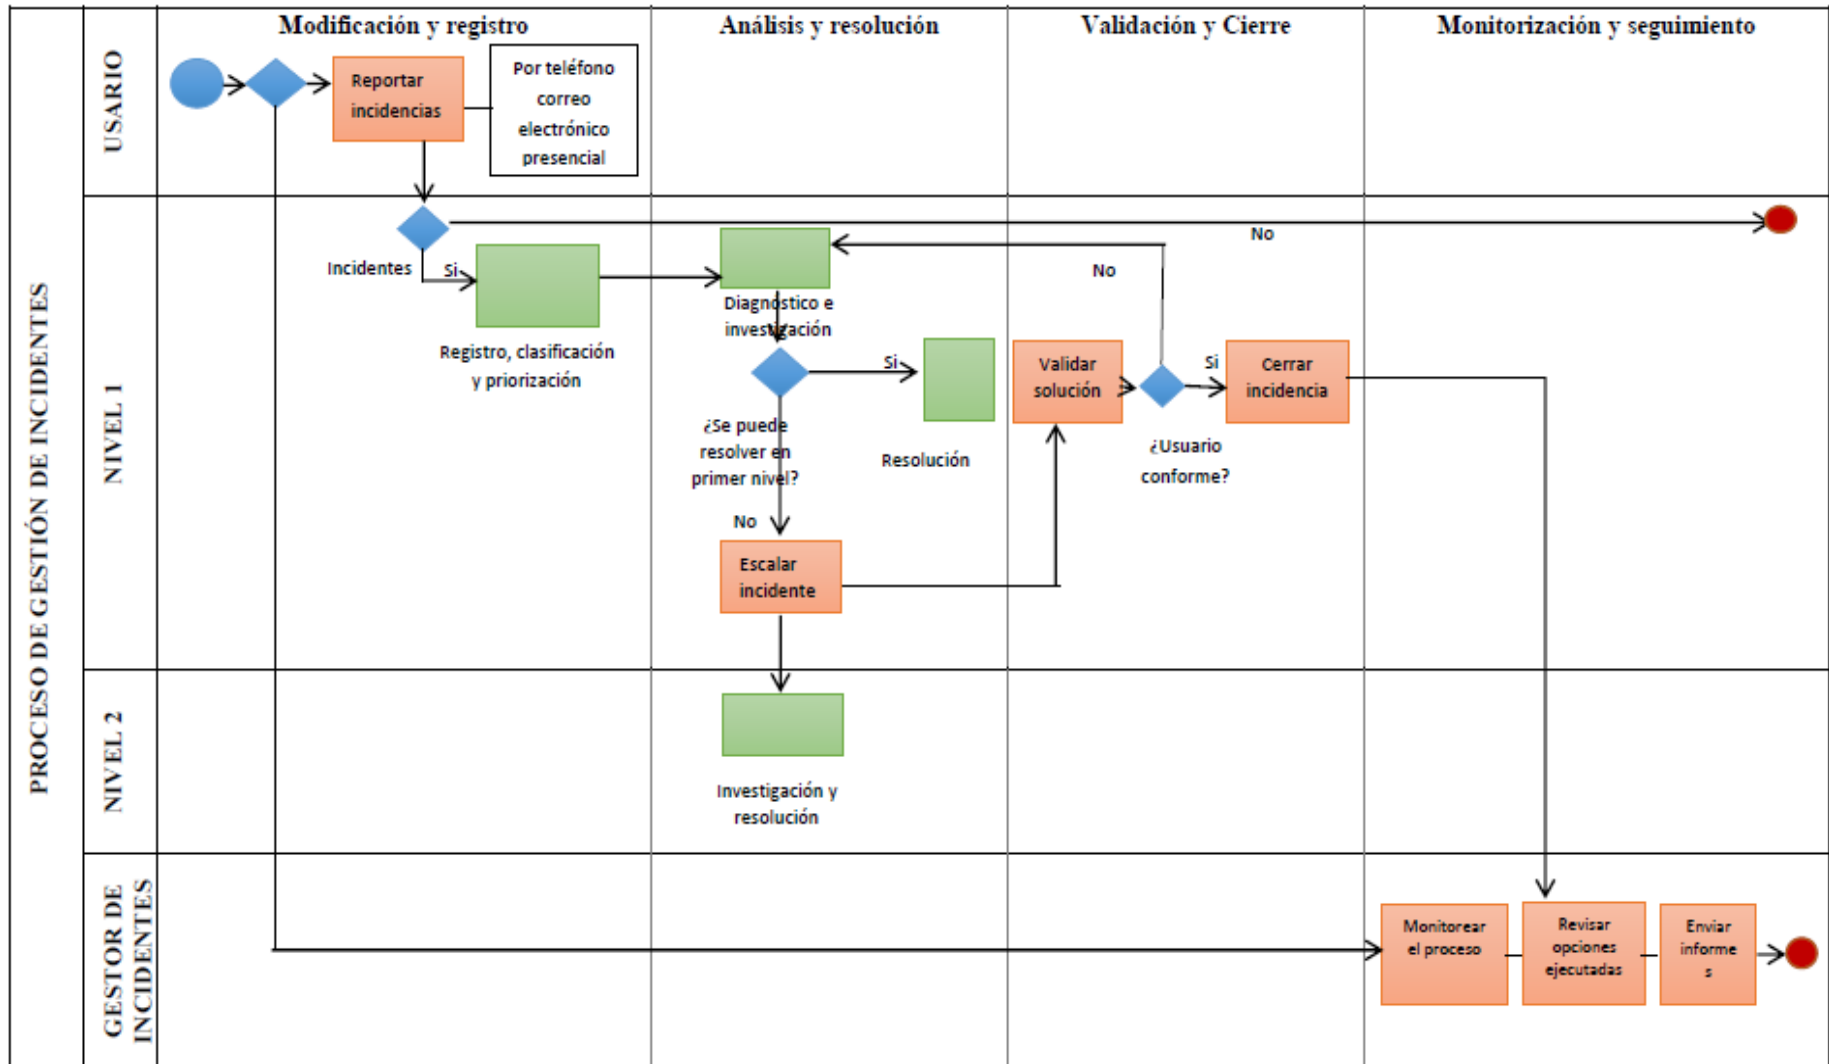 Modificación y registro
Análisis y resolución
Validación y Cierre
Monitorización y seguimiento
PROCESO DE GESTIÓN DE INCIDENTES
USARIO
Reportar
incidencias
Por teléfono
correo
electrónico
presencial
NIVEL 1
Incidentes
Si
Registro, clasificación
y priorización
Diagnóstico e
investigación
Si
¿Se puede
resolver en
primer nivel?
Resolución
No
Escalar
incidente
Validar
solución
No
No
Si
¿Usuario
conforme?
Cerrar
incidencia
NIVEL 2
Investigación y
resolución
GESTOR DE
INCIDENTES
Monitorear
el proceso
Revisar
opciones
ejecutadas
Enviar
informe
s